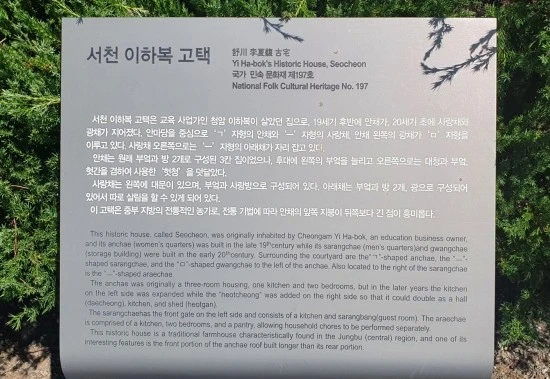 서천 이하복 고택
舒川 李夏馥 古宅
Yi Ha-bok's Historic House, Seocheon
국가 민속 문화재 제197호
National Folk Cultural Heritage No. 197
서천 이하복 고택은 교육 사업가인 청암 이하복이 살았던 집으로, 19세기 후반에 안채가, 20세기 초에 사랑채와
광채가 지어졌다. 안마당을 중심으로 'ㄱ' 자형의 안채와 'ㅡ' 자형의 사랑채, 안채 왼쪽의 광채가 'ㅁ' 자형을
이루고 있다. 사랑채 오른쪽으로는 'ㅡ' 자형의 아래채가 자리 잡고 있다.
안채는 원래 부엌과 방 2개로 구성된 3칸 집이었으나, 후대에 왼쪽의 부엌을 늘리고 오른쪽으로는 대청과 부엌,
헛간을 겸하여 사용한 '헛청' 을 덧달았다.
사랑채는 왼쪽에 대문이 있으며, 부엌과 사랑방으로 구성되어 있다. 아래채는 부엌과 방 2개, 광으로 구성되어
있어서 따로 살림을 할 수 있게 되어 있다.
이 고택은 중부 지방의 전통적인 농가로, 전통 기법에 따라 안채의 앞쪽 지붕이 뒤쪽보다 긴 점이 흥미롭다.
This historic house, called Seocheon, was originally inhabited by Cheongam Yi Ha-bok, an education business owner,
and its anchae (women's quarters) was built in the late 19th century while its sarangchae (men's quarters)and gwangchae
(storage building) were built in the early 20th century. Surrounding the courtyard are the "ㄱ"-shaped anchae, the "ㅡ"-
shaped sarangchae, and the "ㅁ"-shaped gwangchae to the left of the anchae. Also located to the right of the sarangchae
is the "ㅡ"-shaped araechae.
The anchae was originally a three-room housing, one kitchen and two bedrooms, but in the later years the kitchen
on the left side was expanded while the "heotcheong" was added on the right side so that it could double as a hall
(daecheong), kitchen, and shed (heotgan).
The sarangchaehas the front gate on the left side and consists of a kitchen and sarangbang(guest room). The araechae
is comprised of a kitchen, two bedrooms, and a pantry, allowing household chores to be performed separately.
This historic house is a traditional farmhouse characteristically found in the Jungbu (central) region, and one of its
interesting features is the front portion of the anchae roof built longer than its rear portion.